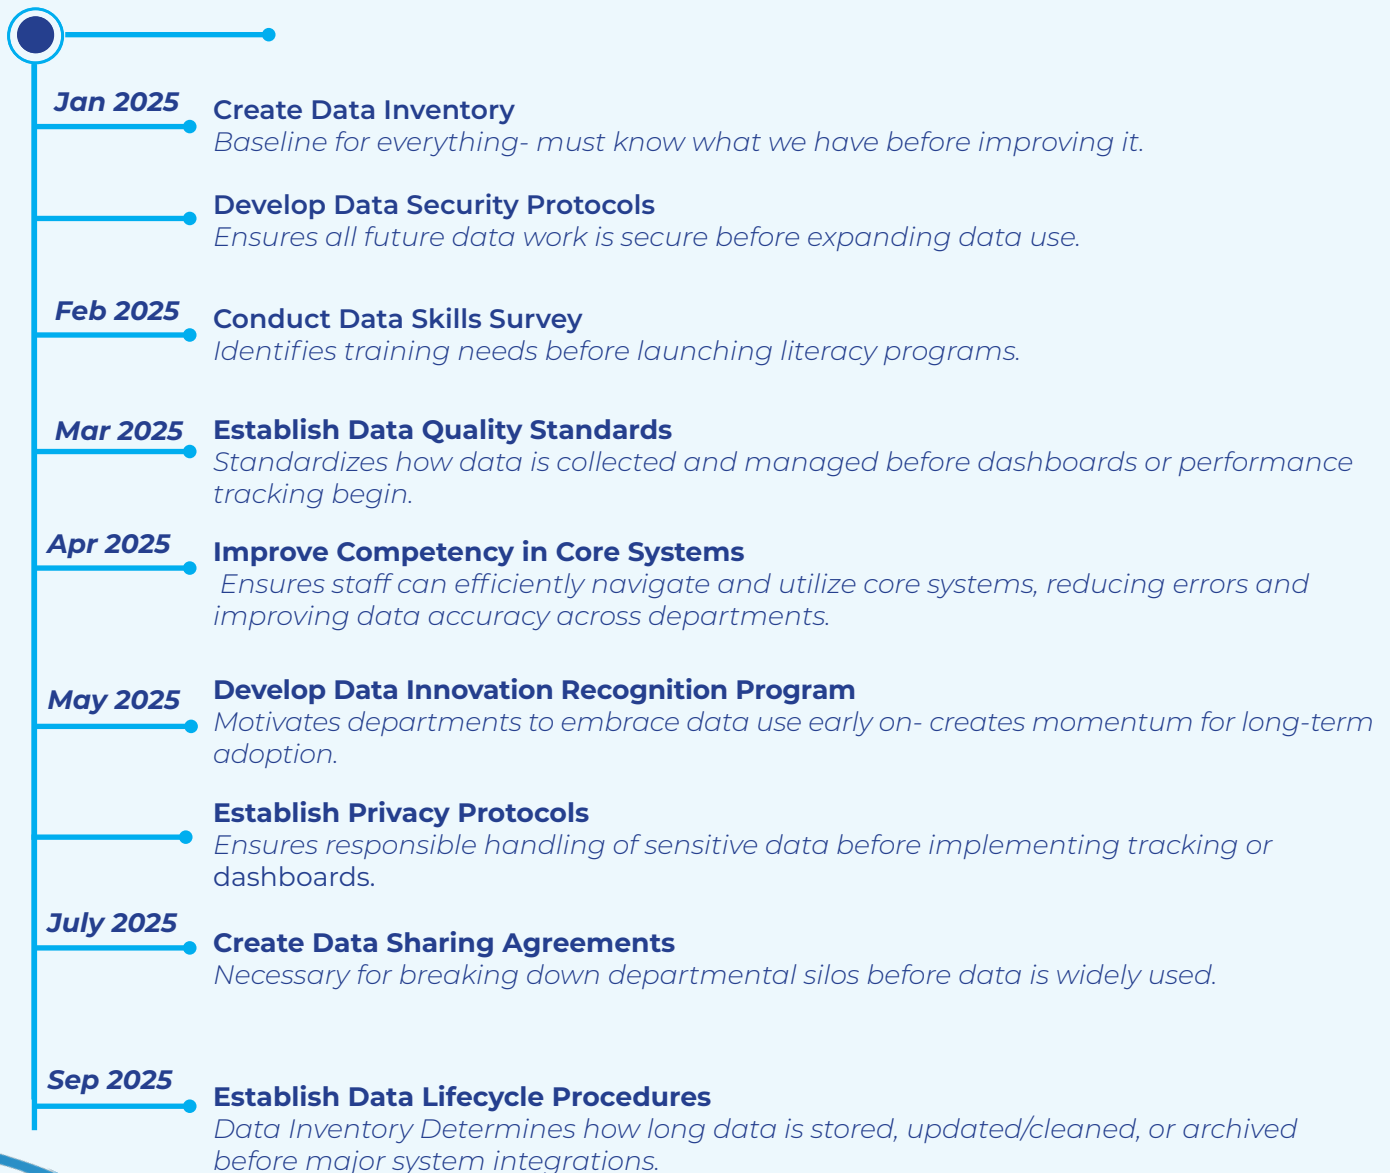 Jan 2025
Create Data Inventory
Baseline for everything- must know what we have before improving it.
Develop Data Security Protocols
Ensures all future data work is secure before expanding data use.
Feb 2025
Conduct Data Skills Survey
Identifies training needs before launching literacy programs.
Mar 2025
Establish Data Quality Standards
Standardizes how data is collected and managed before dashboards or performance
tracking begin.
Apr 2025
Improve Competency in Core Systems
Ensures staff can efficiently navigate and utilize core systems, reducing errors and
improving data accuracy across departments.
May 2025
Develop Data Innovation Recognition Program
Motivates departments to embrace data use early on- creates momentum for long-term
adoption.
Establish Privacy Protocols
Ensures responsible handling of sensitive data before implementing tracking or
dashboards.
July 2025
Create Data Sharing Agreements
Necessary for breaking down departmental silos before data is widely used.
Sep 2025
Establish Data Lifecycle Procedures
Data Inventory Determines how long data is stored, updated/cleaned, or archived
before major system integrations.